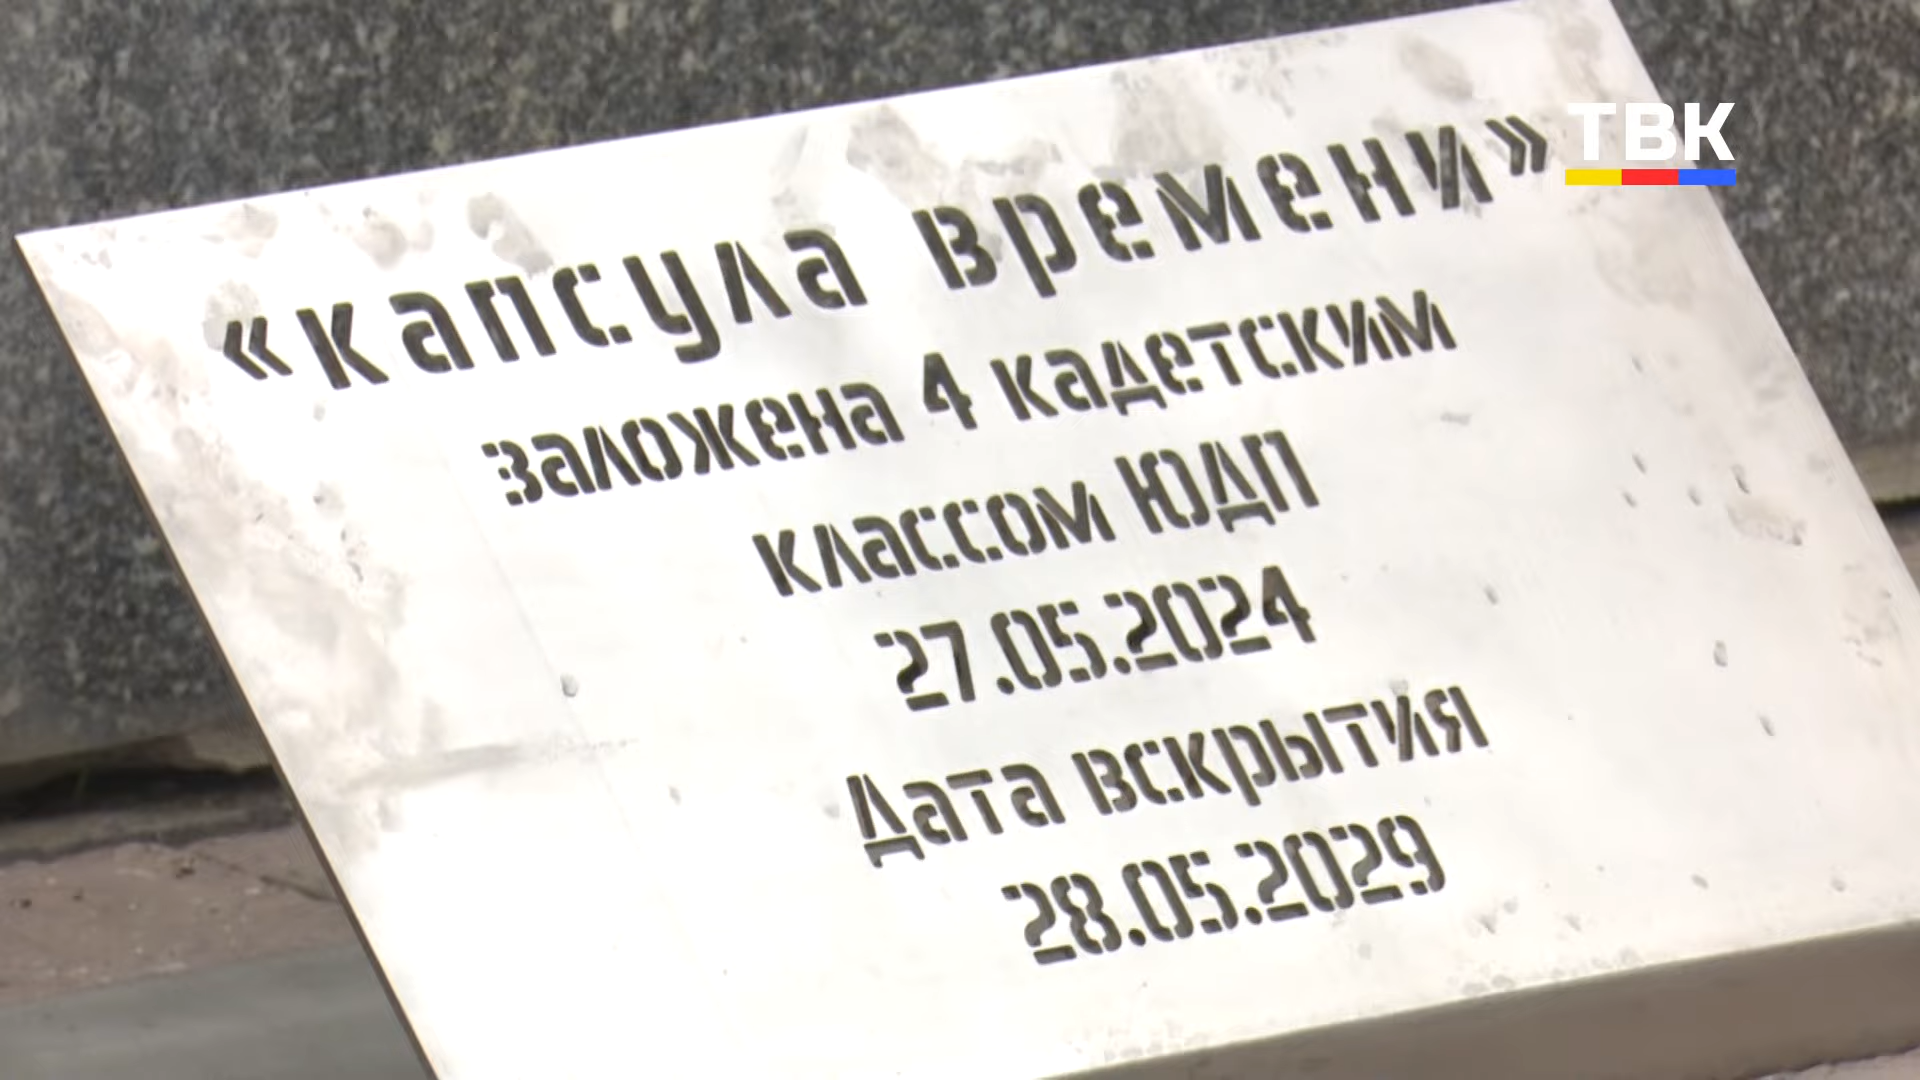 ТВК
«капсула времени»
заложена 4 кадетским
классом ЮДП
27.05.2024
Дата вскрытия
28.05.2029